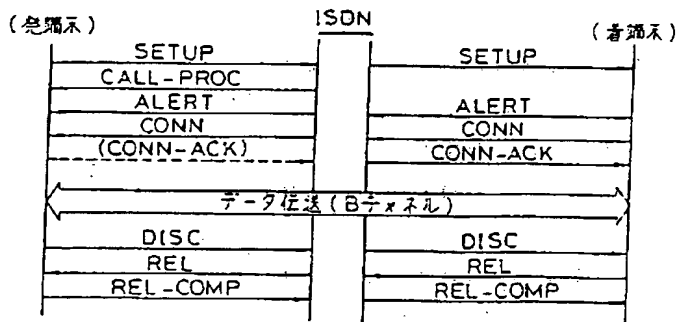 ISDN
(発端末)
(着端末)
SETUP
SETUP
CALL-PROC
ALERT
ALERT
CONN
CONN
(CONN-ACK)
CONN-ACK
データ伝送(Bチャネル)
DISC
DISC
REL
REL
REL-COMP
REL-COMP